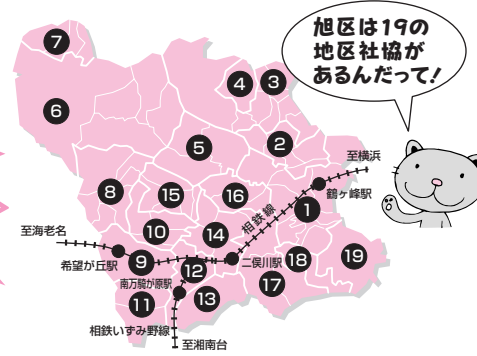 旭区は19の
地区社協が
あるんだって!
7
4
3
6
2
5
至横浜
鶴ヶ峰駅
8
15
16
1
相鉄線
至海老名
10
14
希望が丘駅
9
12
二俣川駅
18
19
南万騎が原駅
17
11
13
相鉄いずみ野線
至湘南台